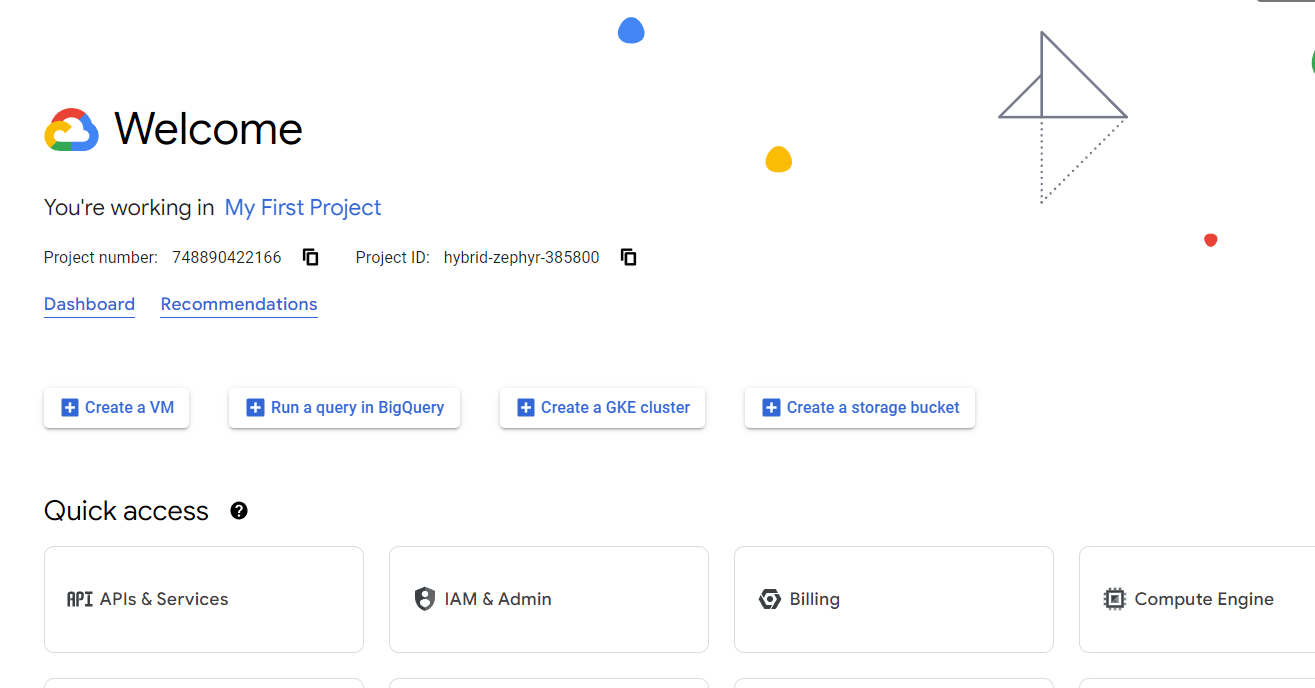 Welcome
You're working in My First Project
Project number: 748890422166 Project ID: hybrid-zephyr-385800
Dashboard Recommendations
Create a VM Run a query in BigQuery Create a GKE cluster Create a storage bucket
Quick access
API APIs & Services IAM & Admin Billing Compute Engine